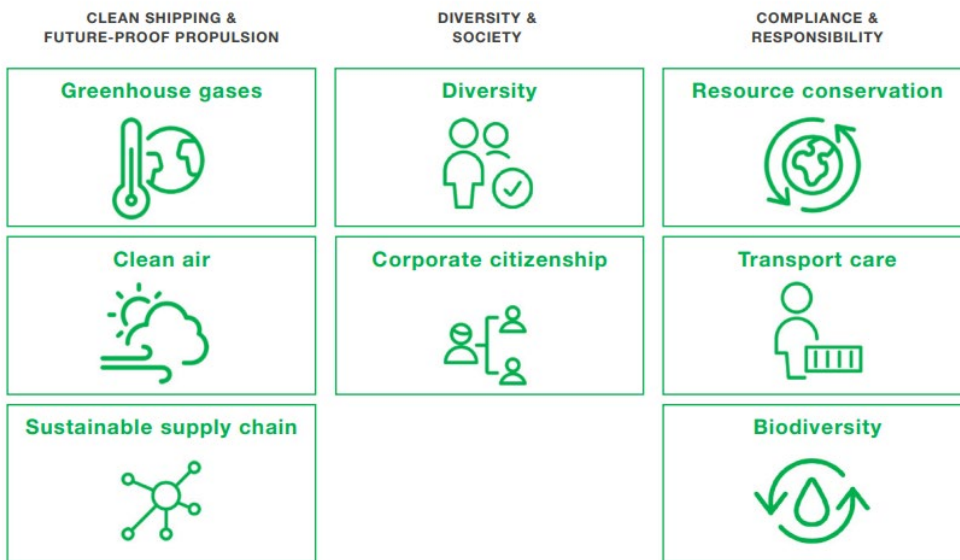 CLEAN SHIPPING &
FUTURE-PROOF PROPULSION
Greenhouse gases
Clean air
Sustainable supply chain
DIVERSITY &
SOCIETY
Diversity
Corporate citizenship
COMPLIANCE &
RESPONSIBILITY
Resource conservation
Transport care
Biodiversity